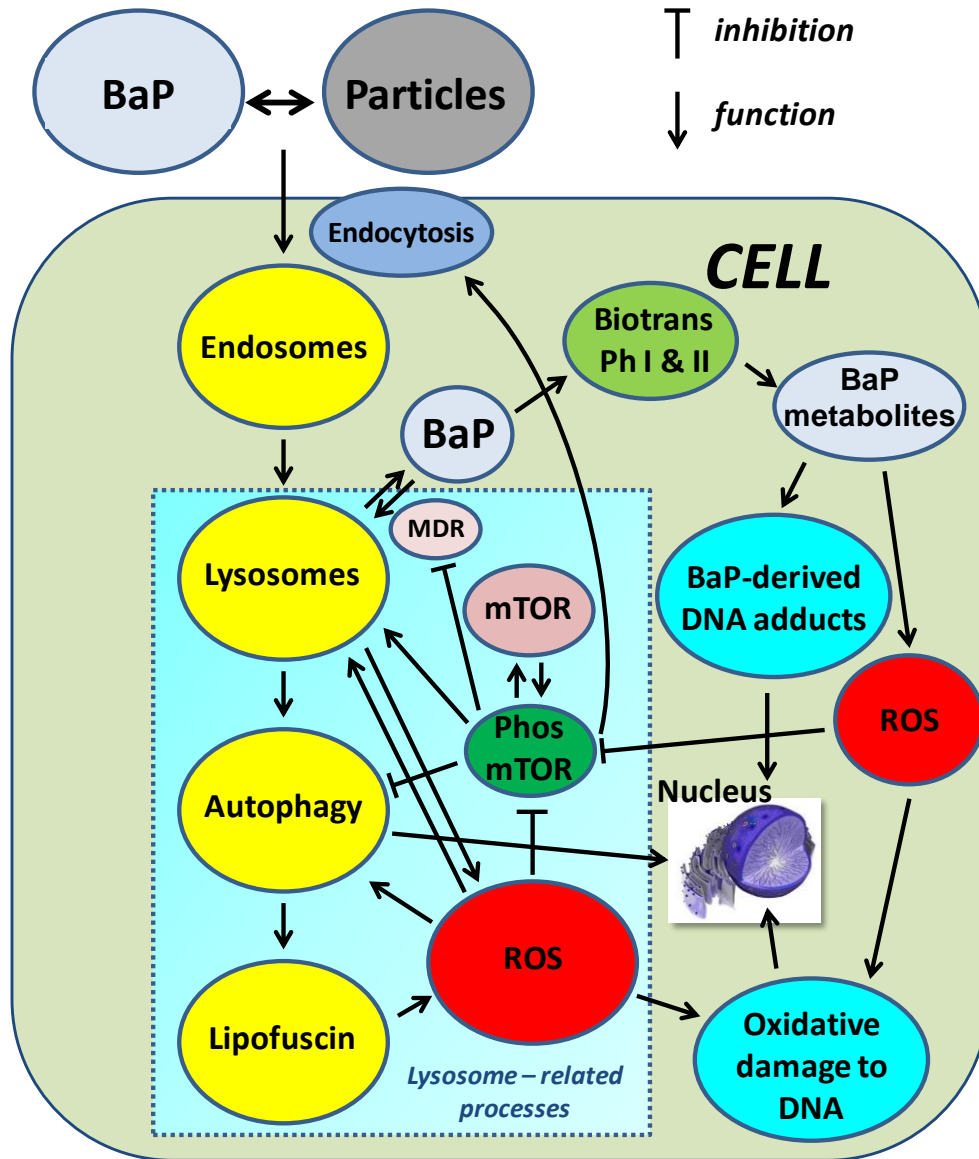 BaP
Particles
inhibition
function
Endocytosis
CELL
Endosomes
Biotrans
Ph I & II
BaP
metabolites
BaP
MDR
Lysosomes
mTOR
BaP-derived
DNA adducts
Phos
mTOR
ROS
Nucleus
Autophagy
ROS
Lipofuscin
Oxidative
damage to
DNA
Lysosome – related
processes